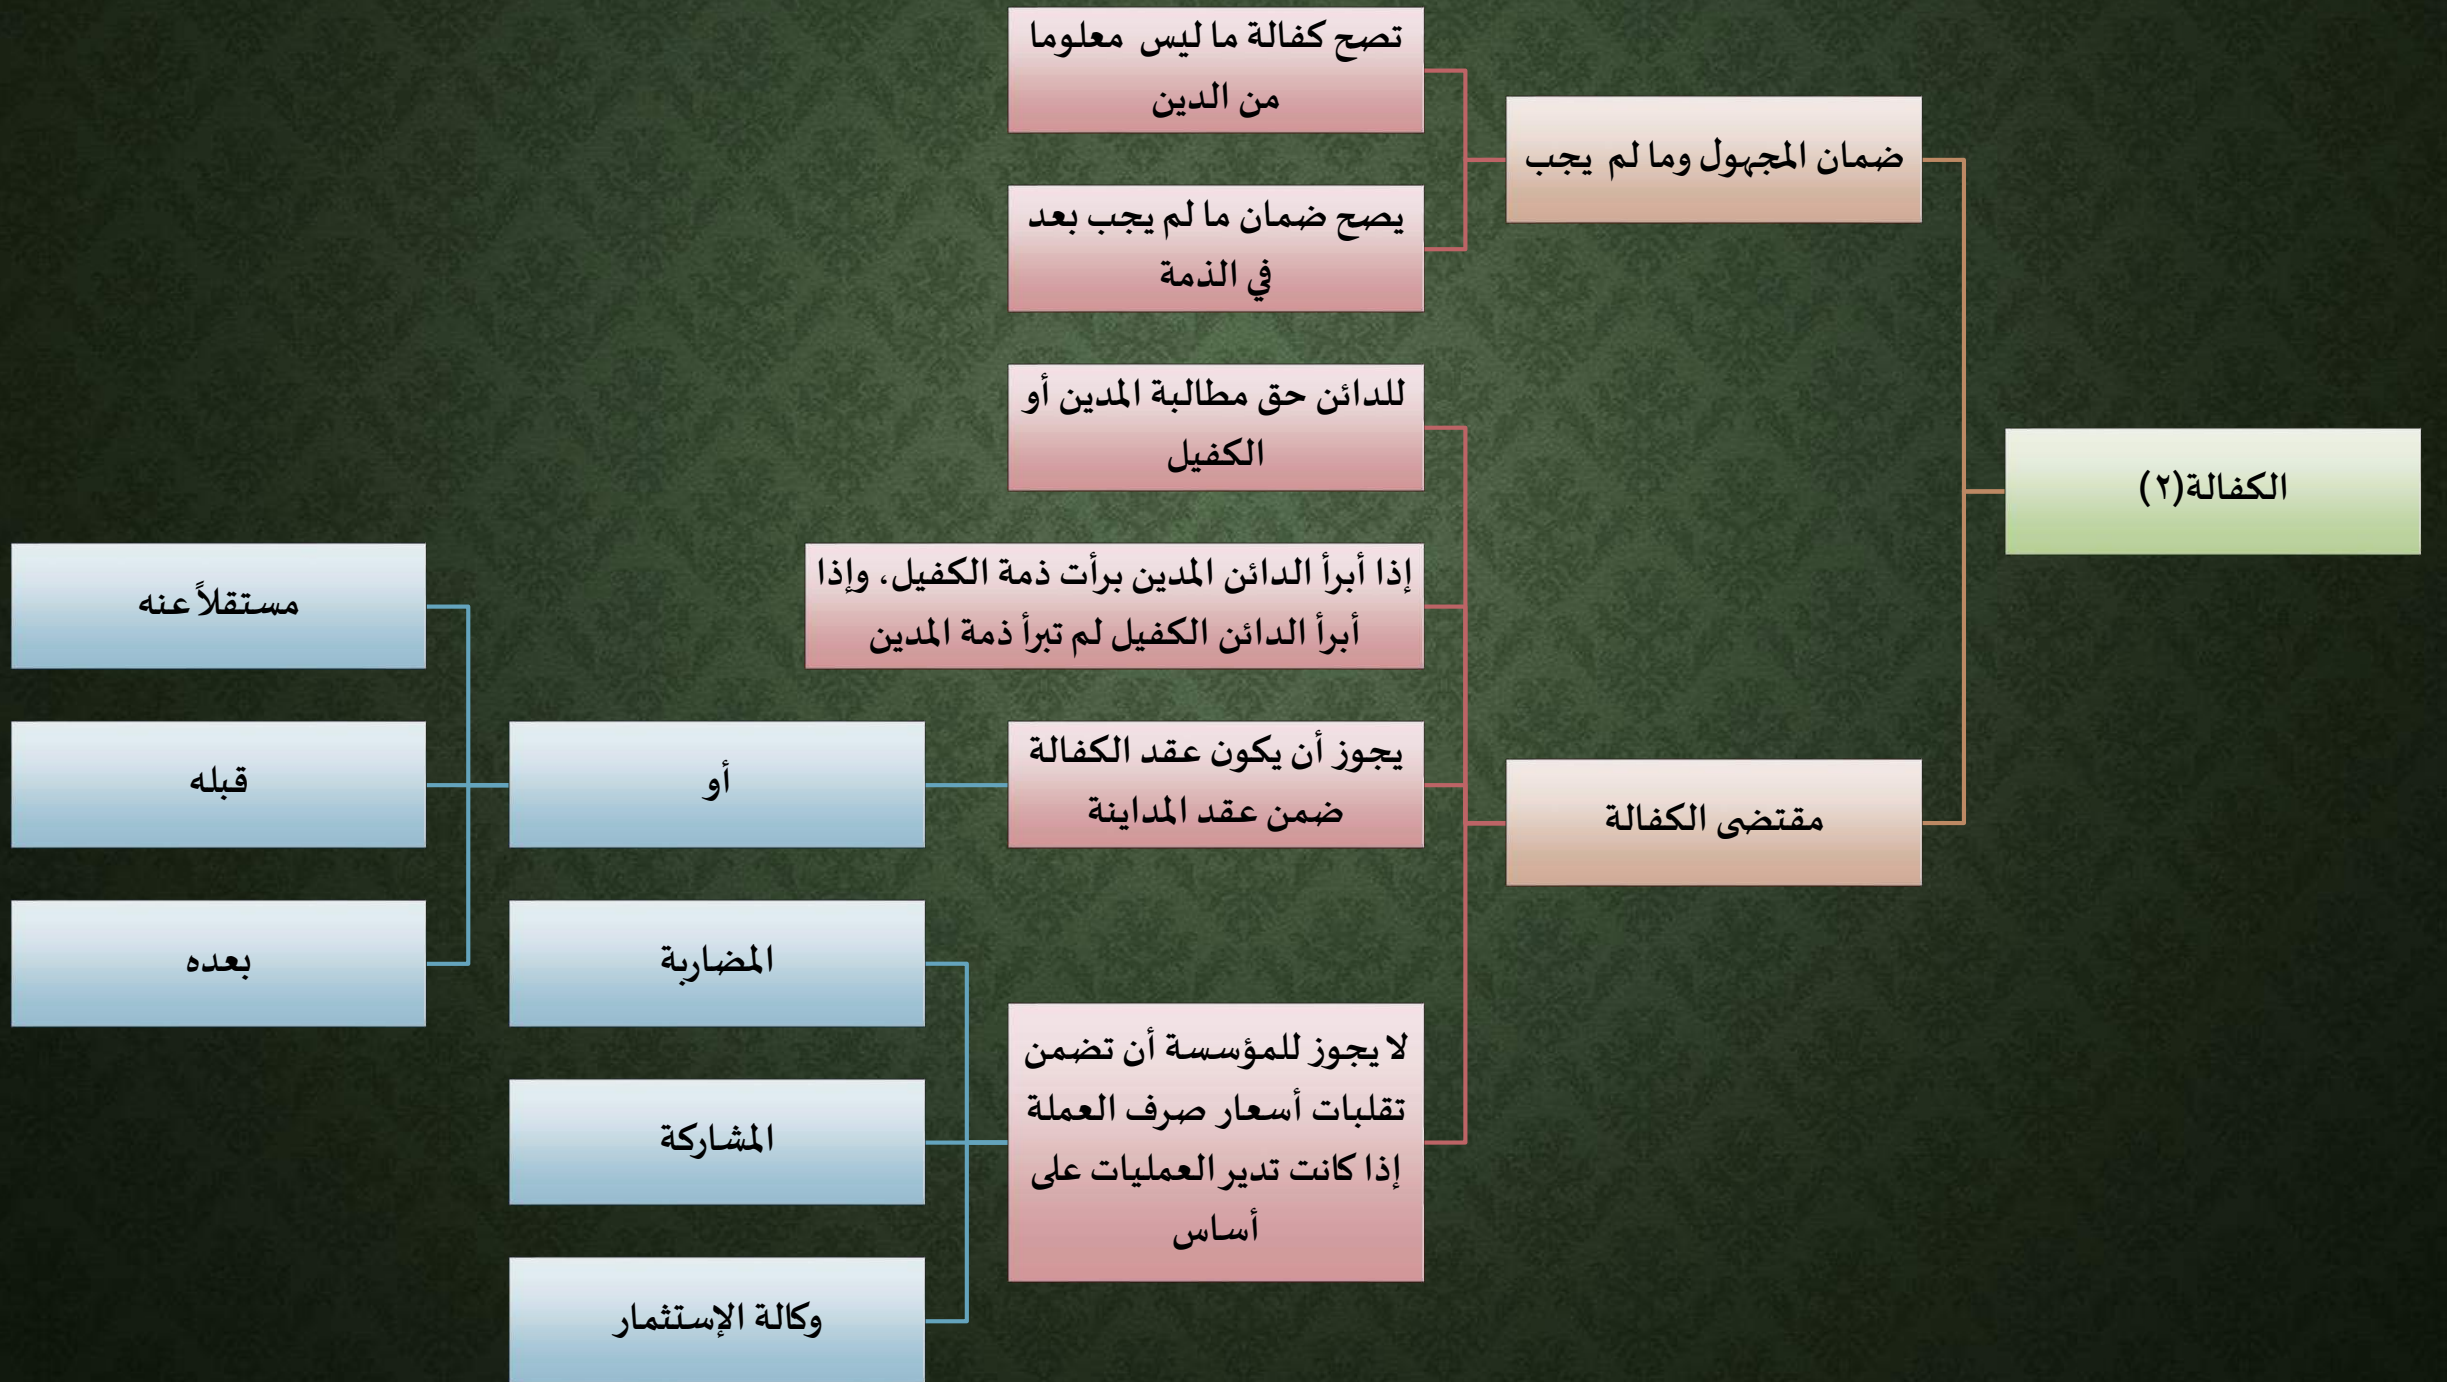 الكفالة(٢)
ضمان المجهول وما لم يجب
تصح كفالة ما ليس معلوما
من الدين
يصح ضمان ما لم يجب بعد
في الذمة
مقتضى الكفالة
للدائن حق مطالبة المدين أو
الكفيل
إذا أبرأ الدائن المدين برأت ذمة الكفيل، وإذا
أبرأ الدائن الكفيل لم تبرأ ذمة المدين
يجوز أن يكون عقد الكفالة
ضمن عقد المداينة
أو
مستقلاً عنه
قبله
بعده
لا يجوز للمؤسسة أن تضمن
تقلبات أسعار صرف العملة
إذا كانت تدير العمليات على
أساس
المضاربة
المشاركة
وكالة الإستثمار